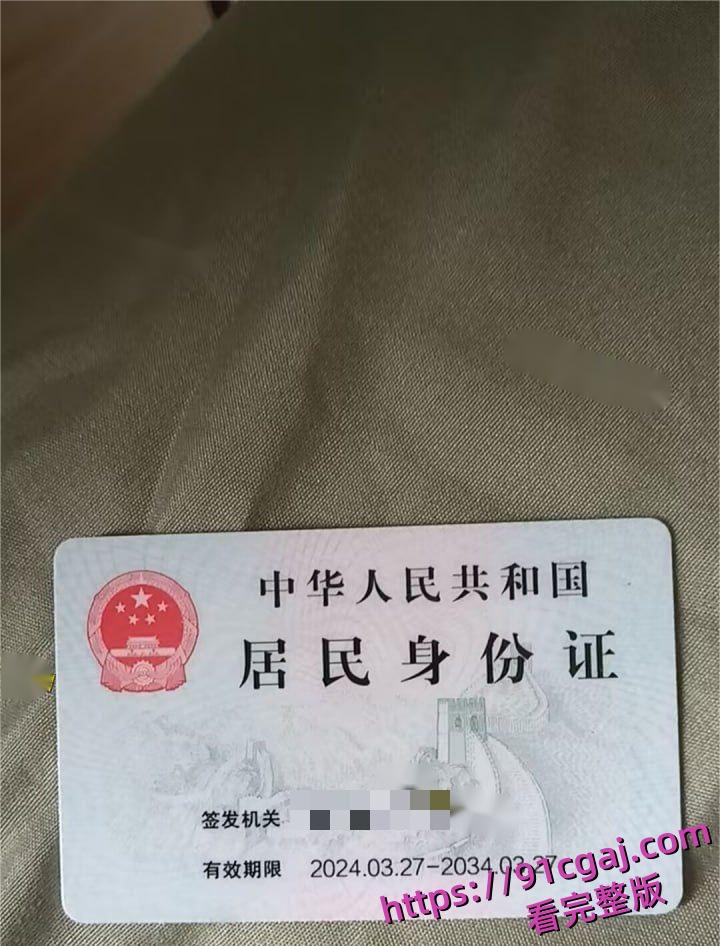 中华人民共和国
居民身份证
签发机关
有效期限 2024.03.27-2034.03.27
https://91cgaj.com
看完整版